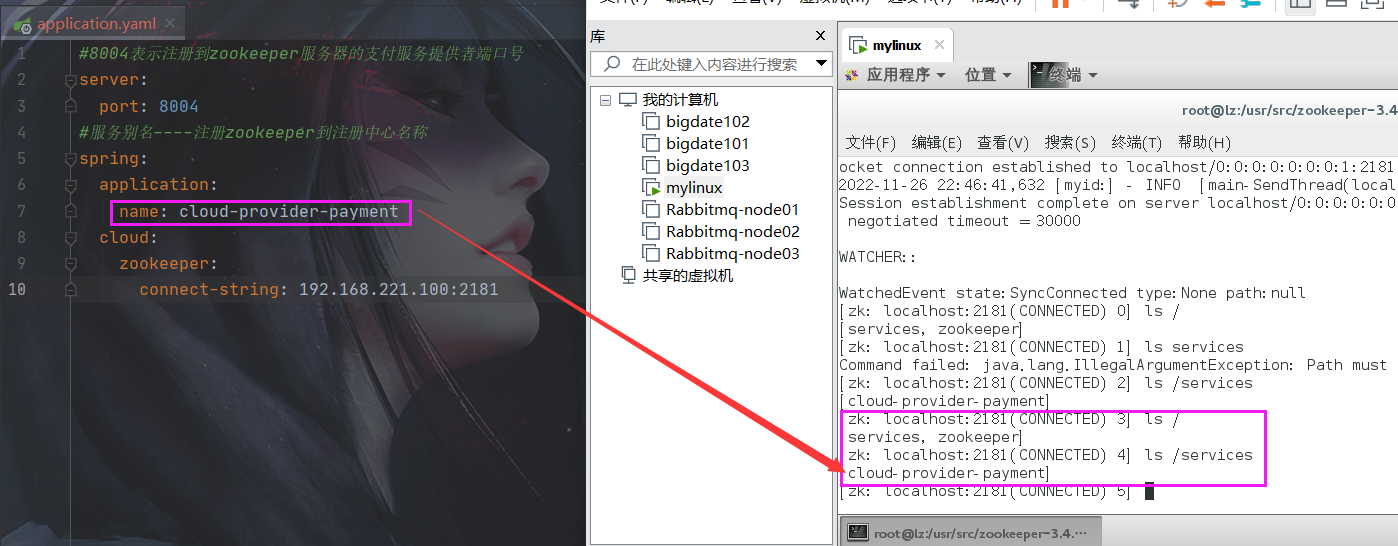 application.yaml
1 #8004表示注册到zookeeper服务器的支付服务提供者端口号
2 server:
3 port: 8004
4 #服务别名----注册zookeeper到注册中心名称
5 spring:
6 application:
7 name: cloud-provider-payment
8 cloud:
9 zookeeper:
10 connect-string: 192.168.221.100:2181
库
在此处键入内容进行搜索
我的计算机
bigdate102
bigdate101
bigdate103
mylinux
Rabbitmq-node01
Rabbitmq-node02
Rabbitmq-node03
共享的虚拟机
mylinux
应用程序 位置 终端
root@lz:/usr/src/zookeeper-3.4
文件(F) 编辑(E) 查看(V) 搜索(S) 终端(T) 帮助(H)
ocket connection established to localhost/0:0:0:0:0:0:0:1:2181
2022-11-26 22:46:41,632 [myid:] - INFO [main-SendThread(local
Session establishment complete on server localhost/0:0:0:0:0:0
negotiated timeout = 30000
WATCHER::
WatchedEvent state:SyncConnected type:None path:null
[zk: localhost:2181(CONNECTED) 0] ls /
[services, zookeeper]
[zk: localhost:2181(CONNECTED) 1] ls services
Command failed: java.lang.IllegalArgumentException: Path must
[zk: localhost:2181(CONNECTED) 2] ls /services
[cloud-provider-payment]
zk: localhost:2181(CONNECTED) 3] ls /
services, zookeeper]
zk: localhost:2181(CONNECTED) 4] ls /services
cloud-provider-payment]
[zk: localhost:2181(CONNECTED) 5]
root@lz:/usr/src/zookeeper-3.4.…